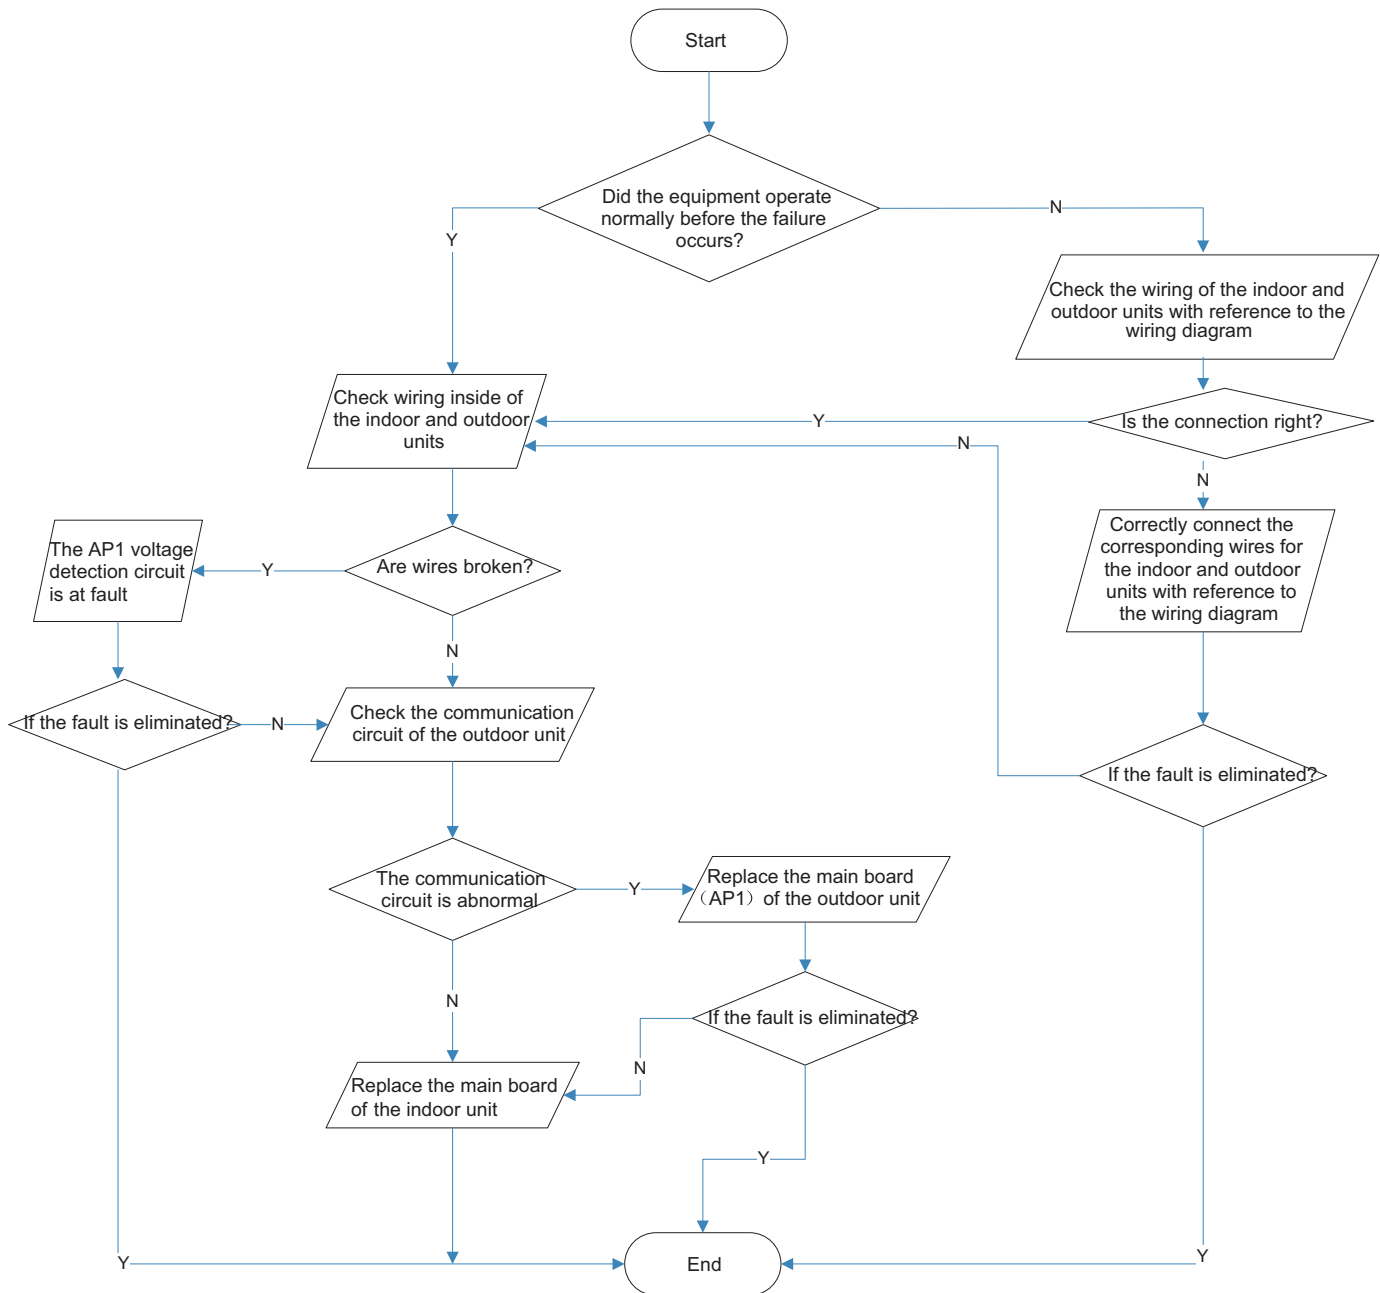 Start
Did the equipment operate
normally before the failure
occurs?
Y
N
Check the wiring of the indoor and
outdoor units with reference to the
wiring diagram
Check wiring inside of
the indoor and outdoor
units
Y
Is the connection right?
N
N
The AP1 voltage
detection circuit
is at fault
Y
Are wires broken?
Correctly connect the
corresponding wires for
the indoor and outdoor
units with reference to
the wiring diagram
N
If the fault is eliminated?
N
Check the communication
circuit of the outdoor unit
If the fault is eliminated?
The communication
circuit is abnormal
Y
Replace the main board
（AP1）of the outdoor unit
N
If the fault is eliminated?
N
Replace the main board
of the indoor unit
Y
Y
End
Y